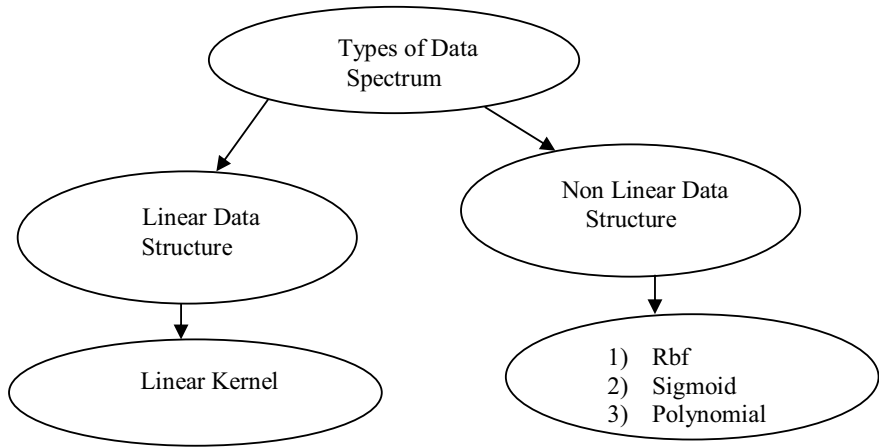 Types of Data
Spectrum
Linear Data
Structure
Non Linear Data
Structure
Linear Kernel
1) Rbf
2) Sigmoid
3) Polynomial